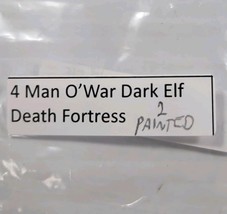 4 Man O'War Dark Elf
Death Fortress 2
PAINTED